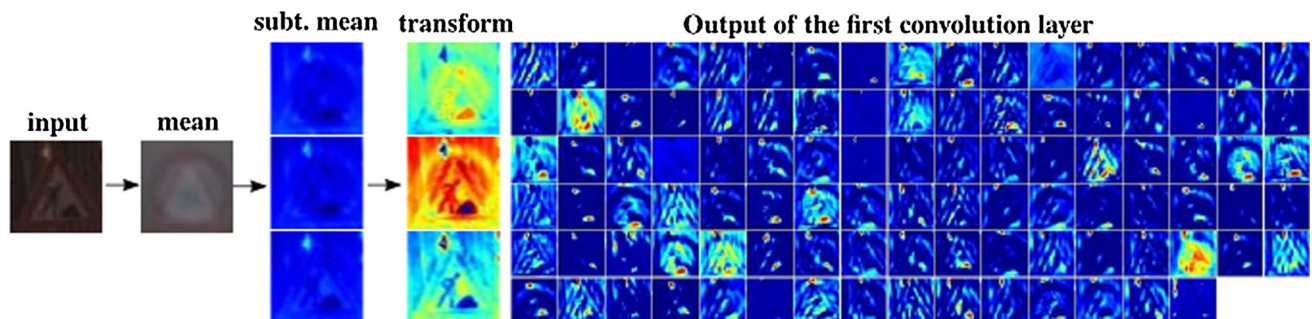 subt. mean
transform
Output of the first convolution layer
input
mean